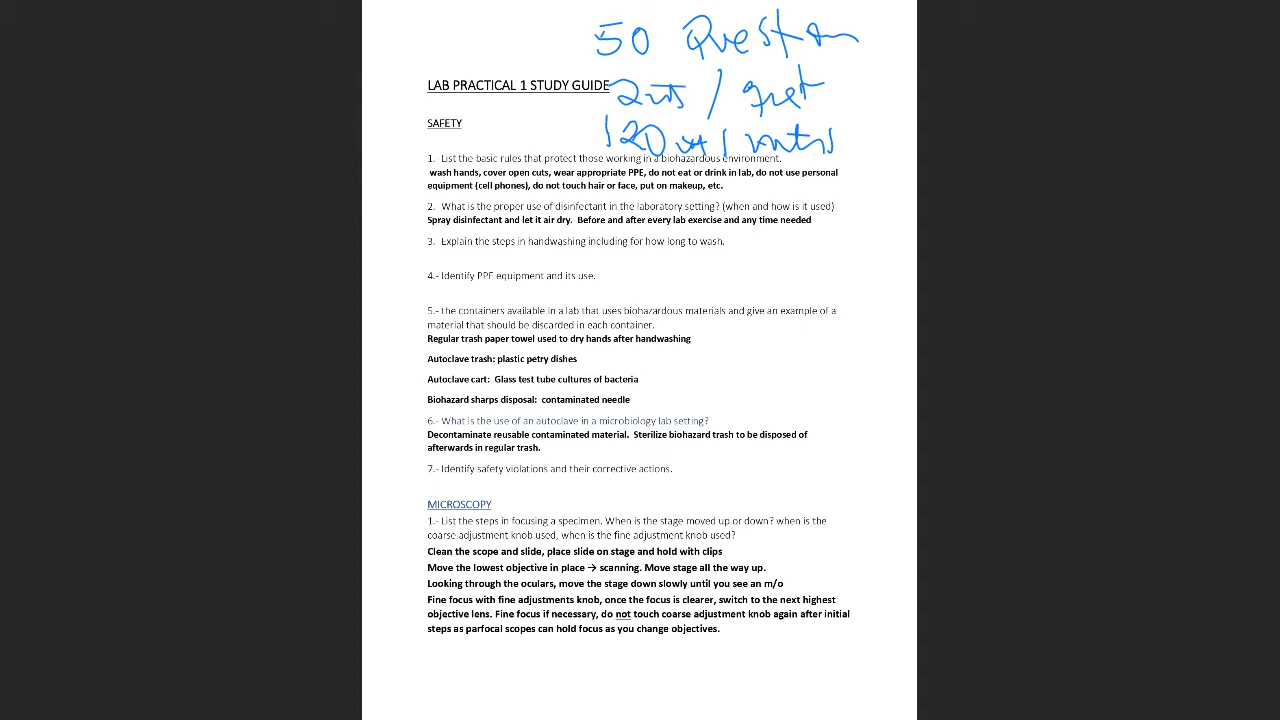 50 Question
LAB PRACTICAL 1 STUDY GUIDE
SAFETY
1. List the basic rules that protect those working in a biohazardous environment.
wash hands, cover open cuts, wear appropriate PPE, do not eat or drink in lab, do not use personal
equipment (cell phones), do not touch hair or face, put on makeup, etc.
2. What is the proper use of disinfectant in the laboratory setting? (when and how is it used)
Spray disinfectant and let it air dry. Before and after every lab exercise and any time needed
3. Explain the steps in handwashing including for how long to wash.
4.- Identify PPE equipment and its use.
5.- the containers available in a lab that uses biohazardous materials and give an example of a
material that should be discarded in each container.
Regular trash paper towel used to dry hands after handwashing
Autoclave trash: plastic petry dishes
Autoclave cart: Glass test tube cultures of bacteria
Biohazard sharps disposal: contaminated needle
6.- What is the use of an autoclave in a microbiology lab setting?
Decontaminate reusable contaminated material. Sterilize biohazard trash to be disposed of
afterwards in regular trash.
7.- Identify safety violations and their corrective actions.
MICROSCOPY
1.- List the steps in focusing a specimen. When is the stage moved up or down? when is the
coarse adjustment knob used, when is the fine adjustment knob used?
Clean the scope and slide, place slide on stage and hold with clips
Move the lowest objective in place → scanning. Move stage all the way up.
Looking through the oculars, move the stage down slowly until you see an m/o
Fine focus with fine adjustments knob, once the focus is clearer, switch to the next highest
objective lens. Fine focus if necessary, do not touch coarse adjustment knob again after initial
steps as parfocal scopes can hold focus as you change objectives.